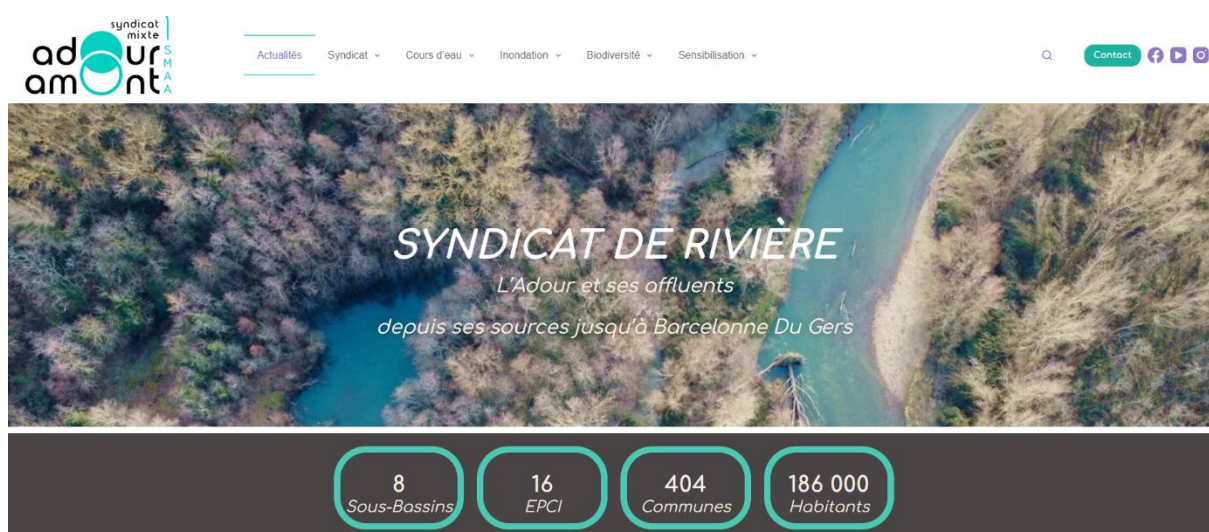 syndicat
mixte
adour
amont
SMAA
Actualités
Syndicat
Cours d'eau
Inondation
Biodiversité
Sensibilisation
Contact
SYNDICAT DE RIVIÈRE
L'Adour et ses affluents
depuis ses sources jusqu'à Barcelonne Du Gers
8
Sous-Bassins
16
EPCI
404
Communes
186 000
Habitants